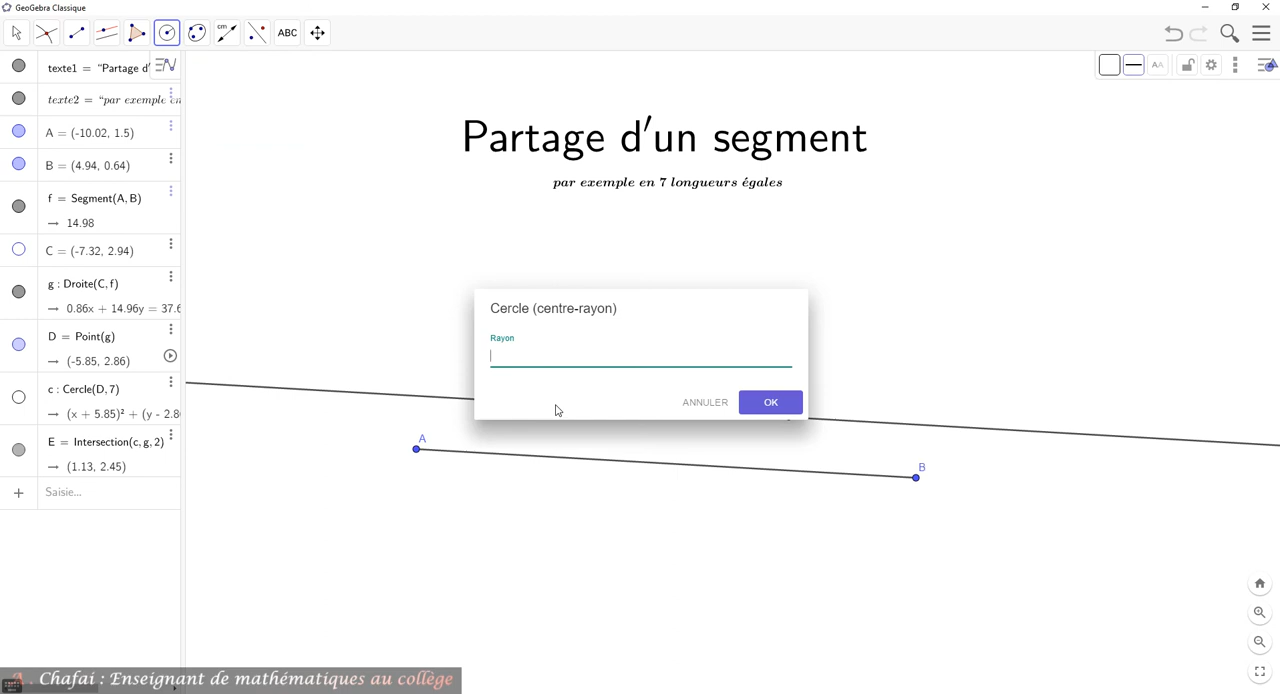 GeoGebra Classique
cm
ABC
texte1 = "Partage d'
AA
texte2 = "par exemple en
A = (-10.02, 1.5)
B = (4.94, 0.64)
f = Segment(A, B)
→ 14.98
C = (-7.32, 2.94)
g : Droite(C, f)
→ 0.86x + 14.96y = 37.6
D = Point(g)
→ (-5.85, 2.86)
c : Cercle(D, 7)
→ (x + 5.85)² + (y - 2.8
E = Intersection(c, g, 2)
→ (1.13, 2.45)
+ Saisie...
Partage d'un segment
par exemple en 7 longueurs égales
Cercle (centre-rayon)
Rayon
ANNULER
OK
A
B
A . Chafai : Enseignant de mathématiques au collège